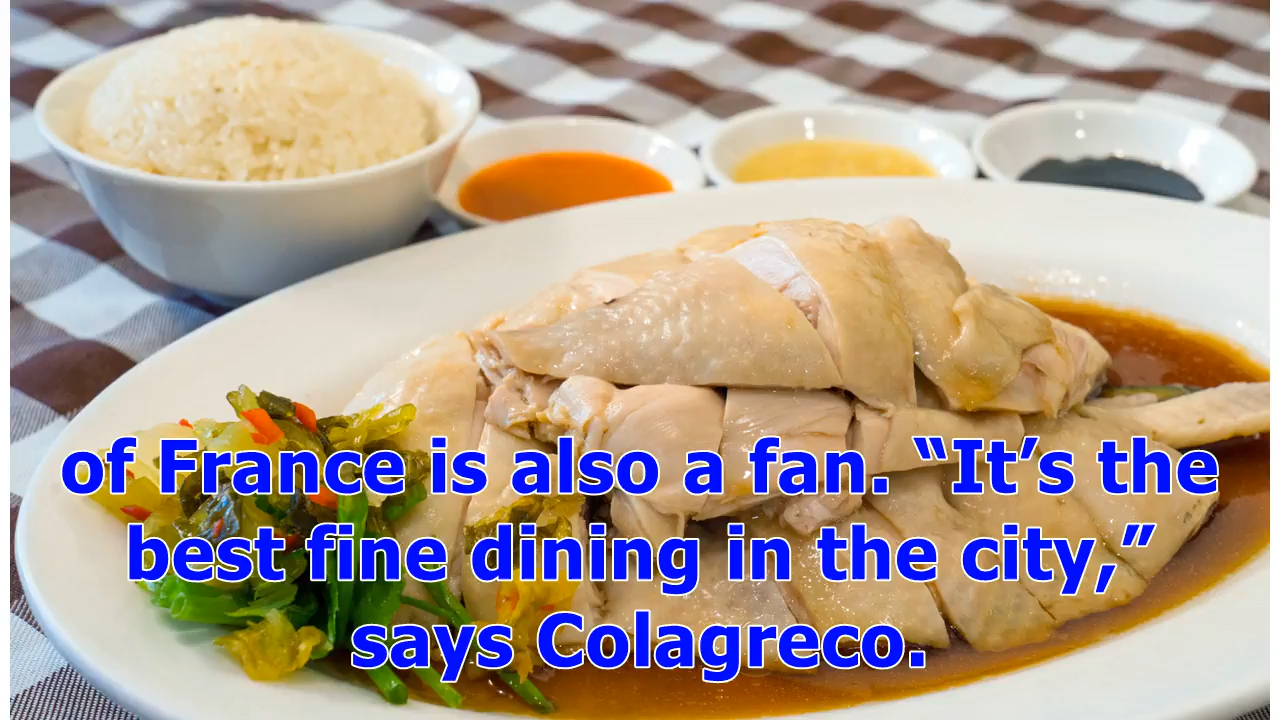 of France is also a fan. “It’s the
best fine dining in the city,”
says Colagreco.